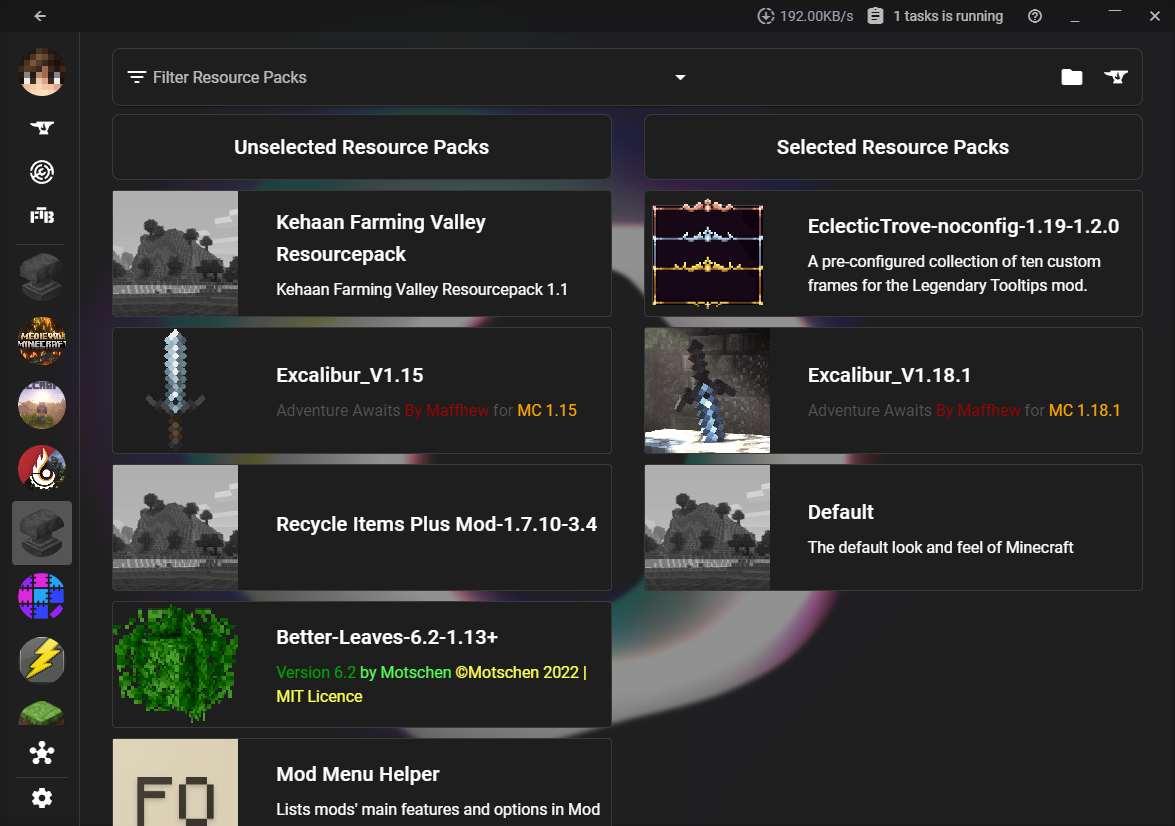 192.00KB/s
1 tasks is running
Filter Resource Packs
Unselected Resource Packs
Selected Resource Packs
Kehaan Farming Valley
Resourcepack
Kehaan Farming Valley Resourcepack 1.1
EclecticTrove-noconfig-1.19-1.2.0
A pre-configured collection of ten custom
frames for the Legendary Tooltips mod.
Excalibur_V1.15
Adventure Awaits By Maffhew for MC 1.15
Excalibur_V1.18.1
Adventure Awaits By Maffhew for MC 1.18.1
Recycle Items Plus Mod-1.7.10-3.4
Default
The default look and feel of Minecraft
Better-Leaves-6.2-1.13+
Version 6.2 by Motschen ©Motschen 2022 |
MIT Licence
Mod Menu Helper
Lists mods' main features and options in Mod
FTB
MEDIEVAL
MINECRAFT